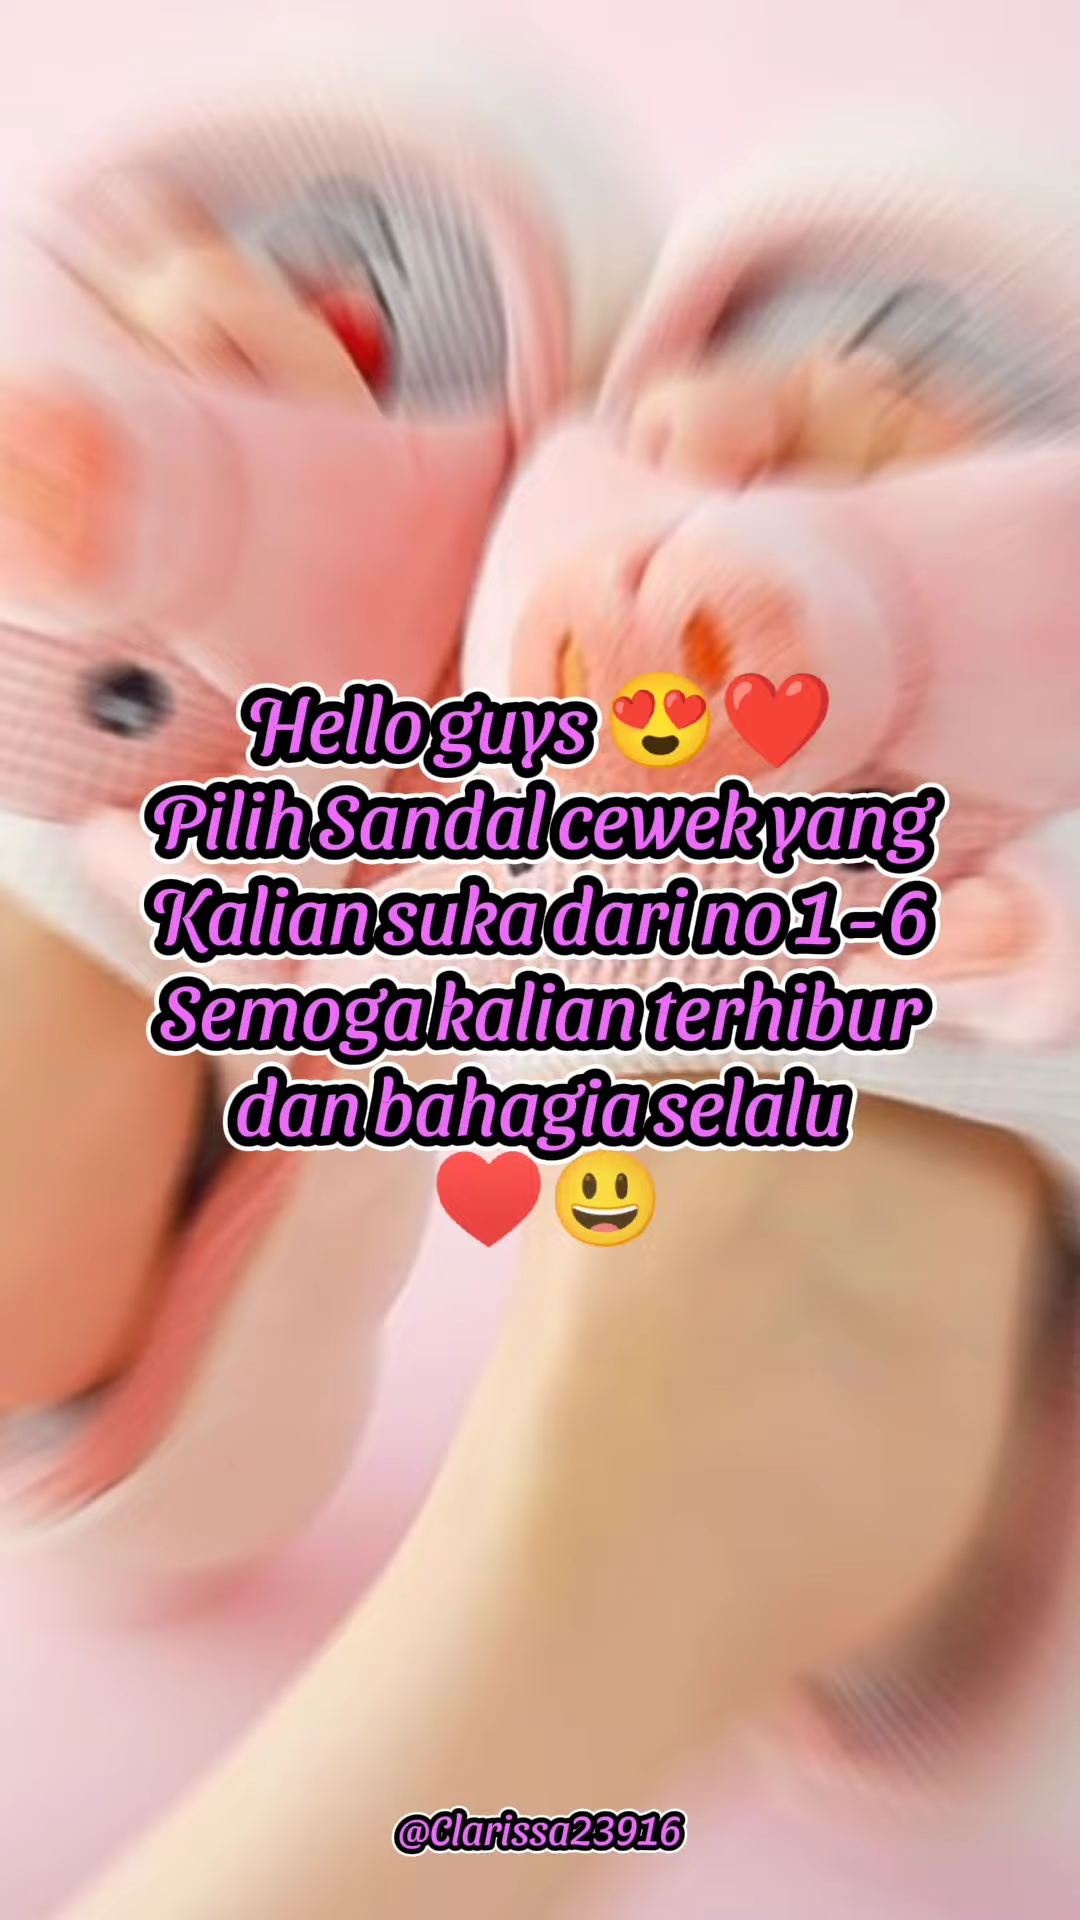 Hello guys 😍❤️
Pilih Sandal cewek yang
Kalian suka dari no 1 - 6
Semoga kalian terhibur
dan bahagia selalu
♥️😃
@Clarissa23916